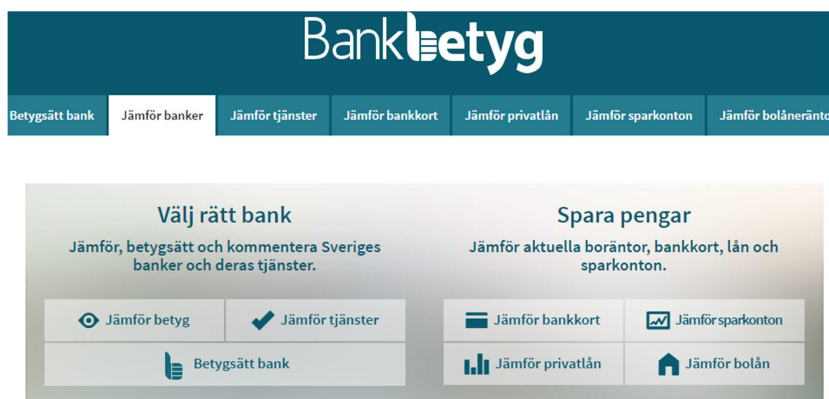 Bankbetyg
Betygsätt bank
Jämför banker
Jämför tjänster
Jämför bankkort
Jämför privatlån
Jämför sparkonton
Jämför bolåneränto
Välj rätt bank
Jämför, betygsätt och kommentera Sveriges
banker och deras tjänster.
Jämför betyg
Jämför tjänster
Betygsätt bank
Spara pengar
Jämför aktuella boräntor, bankkort, lån och
sparkonton.
Jämför bankkort
Jämför sparkonton
Jämför privatlån
Jämför bolån